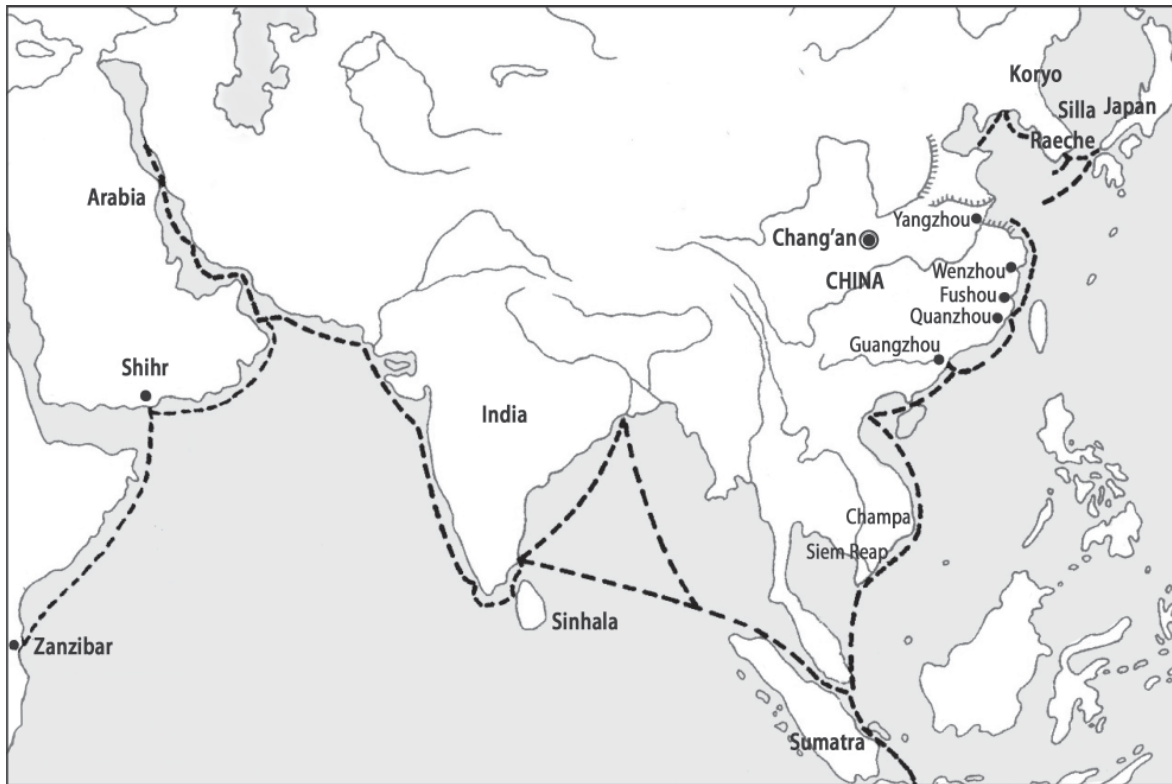 Koryo
Silla
Japan
Raeche
Arabia
Yangzhou
Chang'an
CHINA
Wenzhou
Fushou
Quanzhou
Guangzhou
Shihr
India
Champa
Siem Reap
Sinhala
Zanzibar
Sumatra